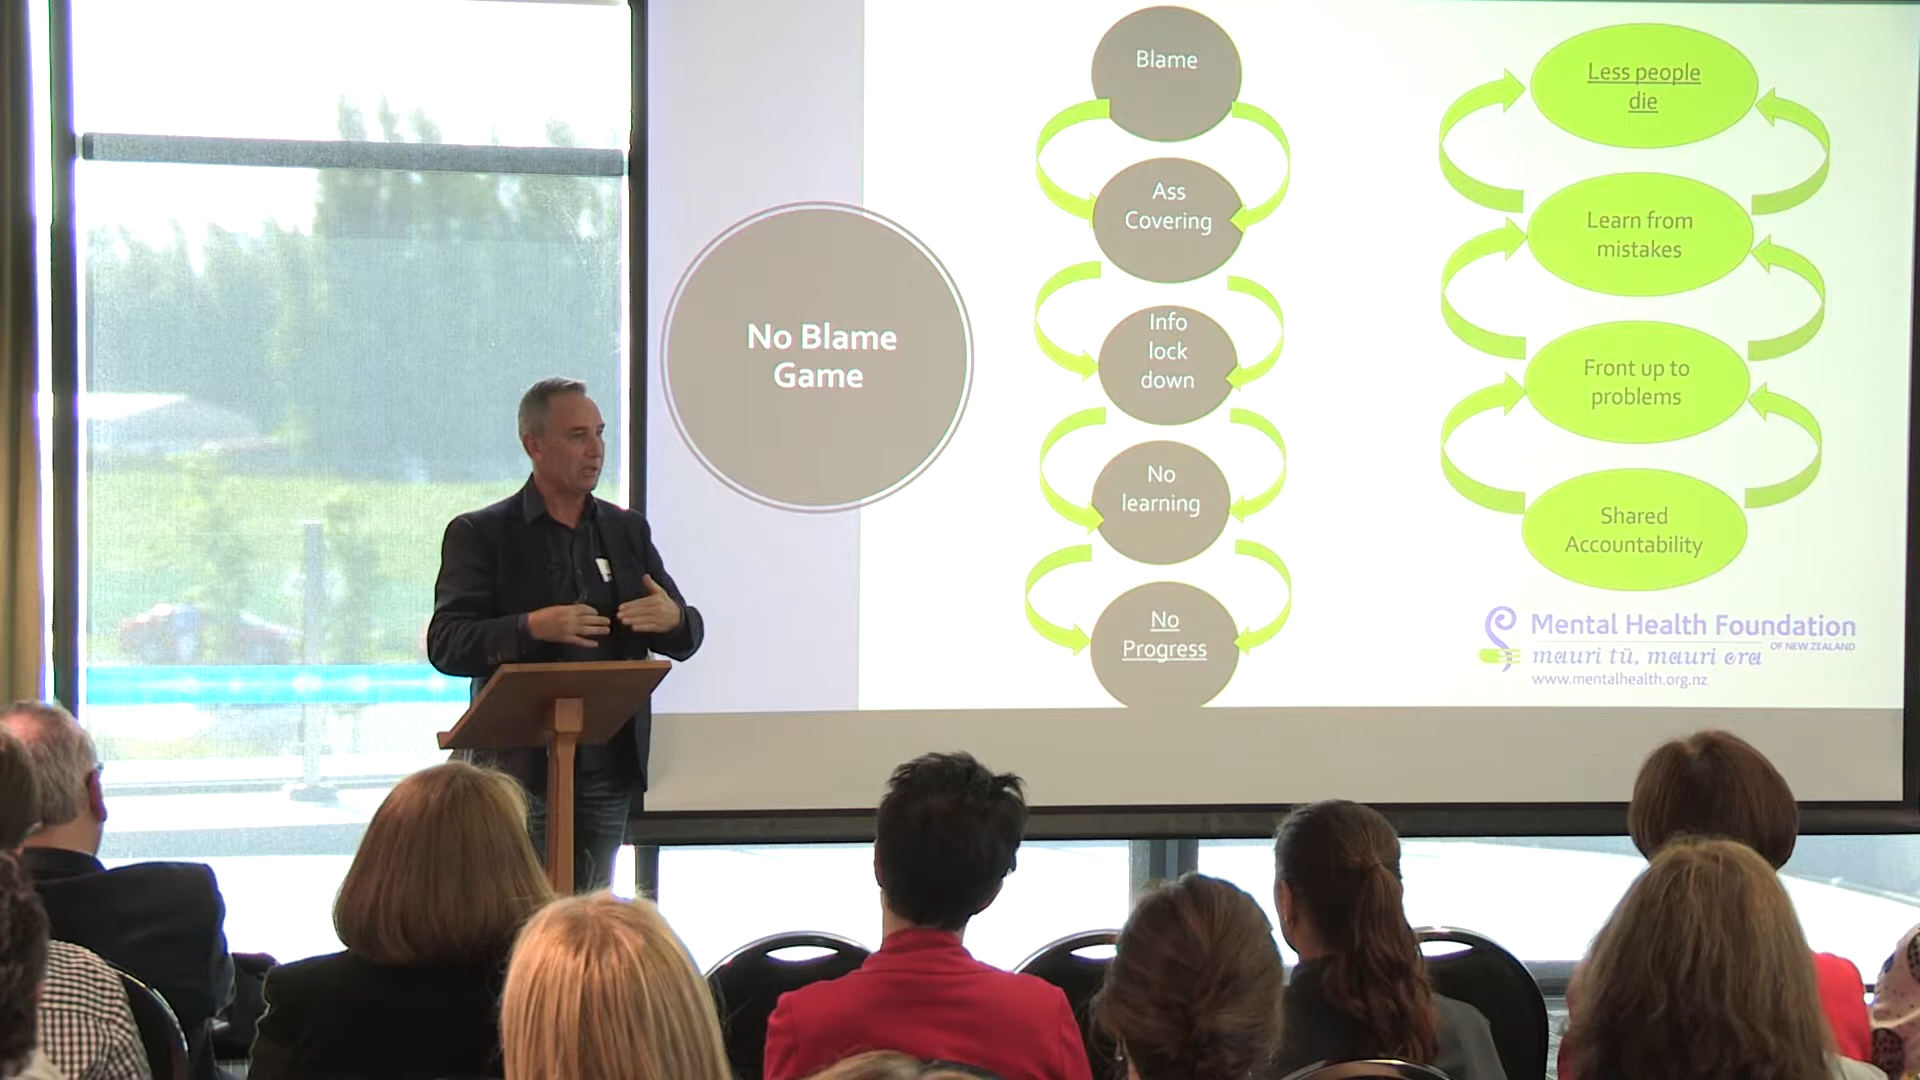 No Blame
Game
Blame
Ass
Covering
Info
lock
down
No
learning
No
Progress
Less people
die
Learn from
mistakes
Front up to
problems
Shared
Accountability
Mental Health Foundation
OF NEW ZEALAND
mauri tū, mauri ora
www.mentalhealth.org.nz